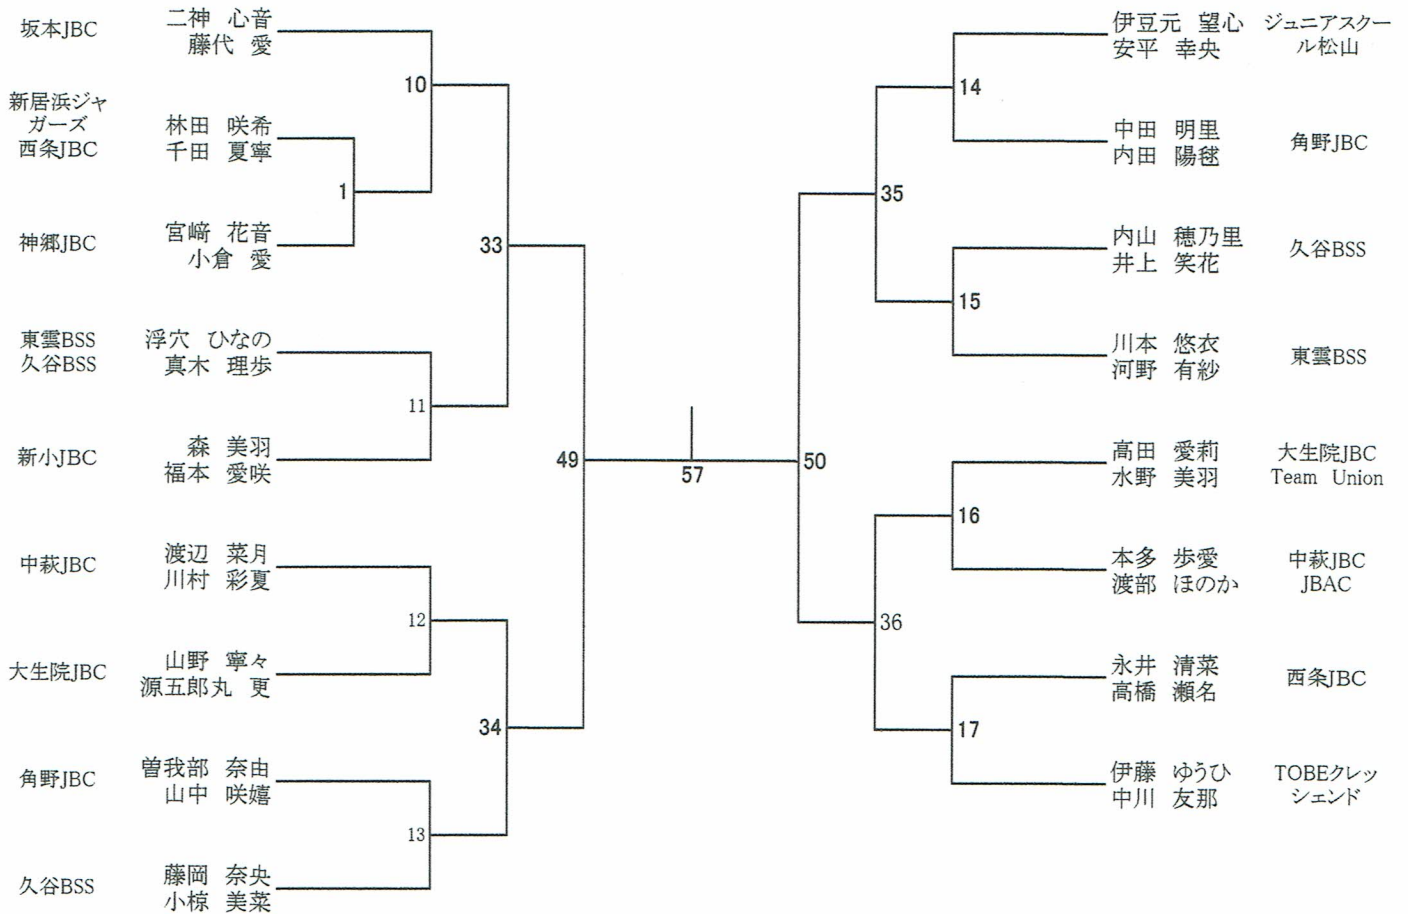 坂本JBC
二神 心音
藤代 愛
10
新居浜ジャ
ガーズ
西条JBC
林田 咲希
千田 夏寧
1
神郷JBC
宮﨑 花音
小倉 愛
33
東雲BSS
久谷BSS
浮穴 ひなの
真木 理歩
11
新小JBC
森 美羽
福本 愛咲
49
中萩JBC
渡辺 菜月
川村 彩夏
12
大生院JBC
山野 寧々
源五郎丸 更
34
角野JBC
曽我部 奈由
山中 咲嬉
13
久谷BSS
藤岡 奈央
小椋 美菜
57
伊豆元 望心
安平 幸央
ジュニアスクー
ル松山
14
中田 明里
内田 陽毬
角野JBC
35
内山 穂乃里
井上 笑花
久谷BSS
15
川本 悠衣
河野 有紗
東雲BSS
50
高田 愛莉
水野 美羽
大生院JBC
Team Union
16
本多 歩愛
渡部 ほのか
中萩JBC
JBAC
36
永井 清菜
高橋 瀬名
西条JBC
17
伊藤 ゆうひ
中川 友那
TOBEクレッ
シェンド